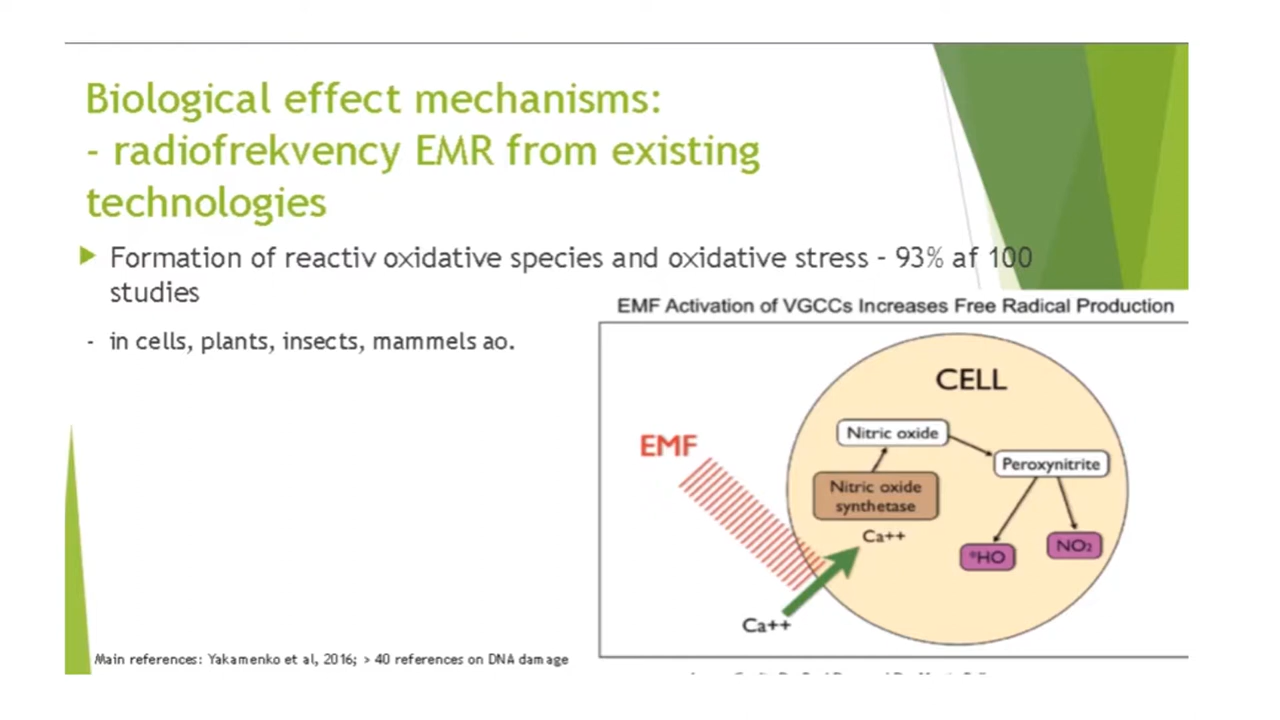 Biological effect mechanisms:
- radiofrekvency EMR from existing
technologies
Formation of reactiv oxidative species and oxidative stress - 93% af 100
studies
- in cells, plants, insects, mammels ao.
EMF Activation of VGCCs Increases Free Radical Production
CELL
EMF
Nitric oxide
Peroxynitrite
Nitric oxide
synthetase
Ca++
°HO
NO₂
Ca++
Main references: Yakamenko et al, 2016; > 40 references on DNA damage